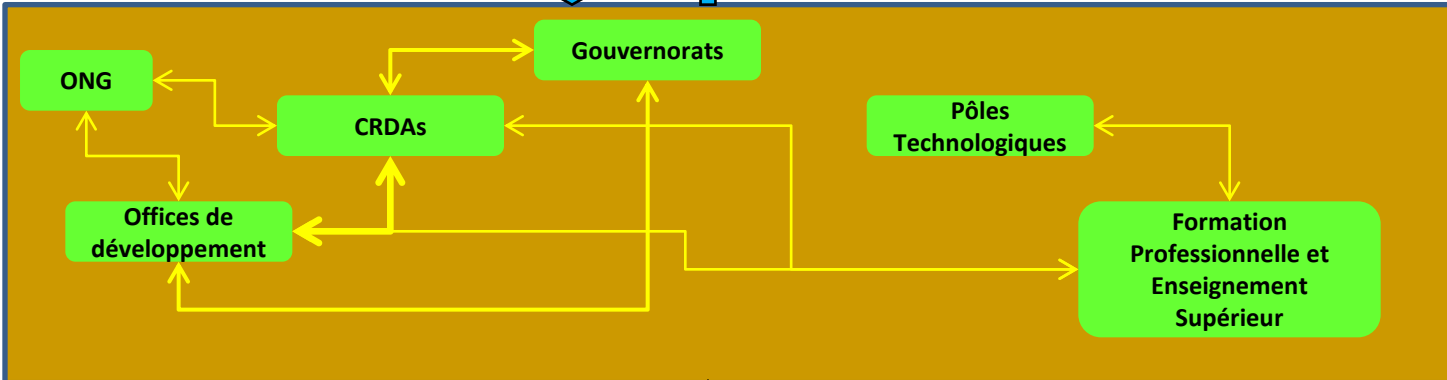 Gouvernorats
ONG
CRDAs
Pôles
Technologiques
Offices de
développement
Formation
Professionnelle et
Enseignement
Supérieur